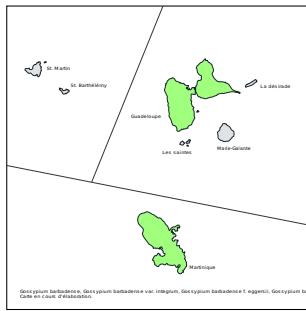 St. Martin
St. Barthélémy
La désirade
Guadeloupe
Marie-Galante
Les saintes
Martinique
Gossypium barbadense, Gossypium barbadense var. integrum, Gossypium barbadense f. eggersii, Gossypium ba
Carte en cours d'élaboration.